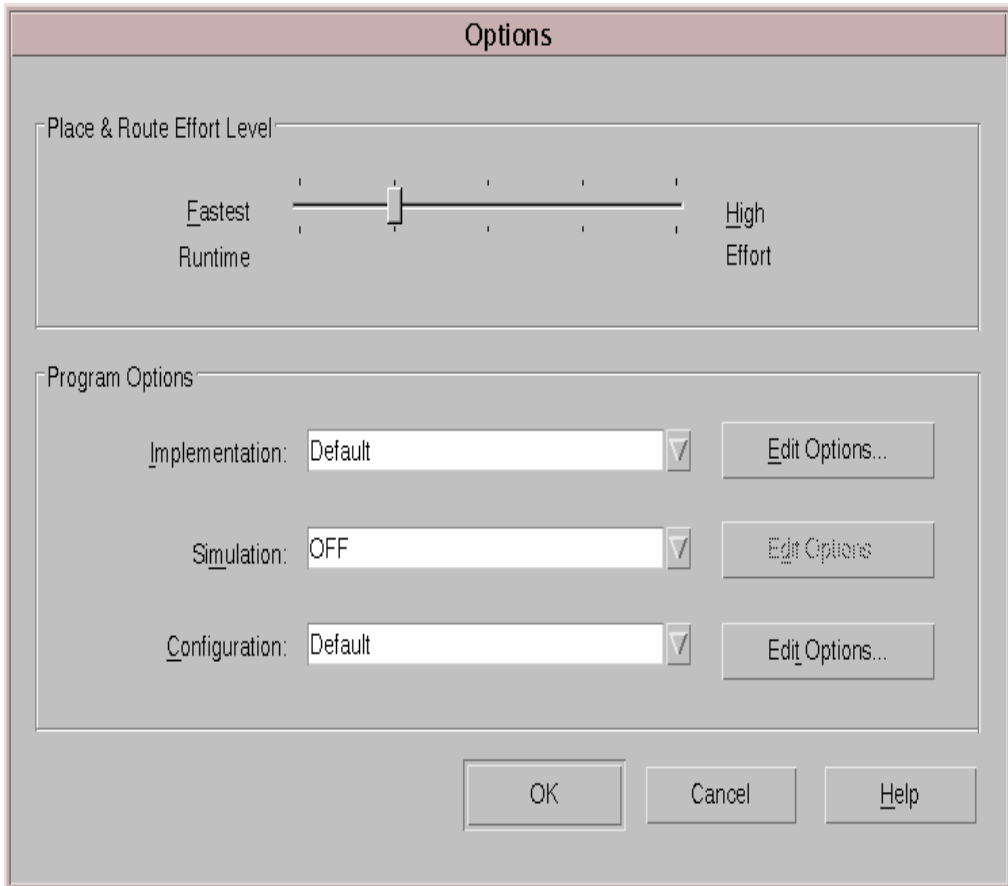 Options
Place & Route Effort Level
Fastest
Runtime
High
Effort
Program Options
Implementation: Default Edit Options...
Simulation: OFF Edit Options
Configuration: Default Edit Options...
OK Cancel Help